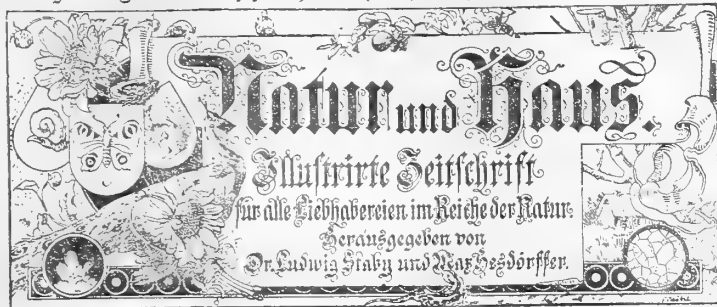 Natur und Haus.
Illustrirte Zeitschrift
für alle Liebhabereien im Reiche der Natur.
Herausgegeben von
Dr. Ludwig Staby und Max Hesdörffer.